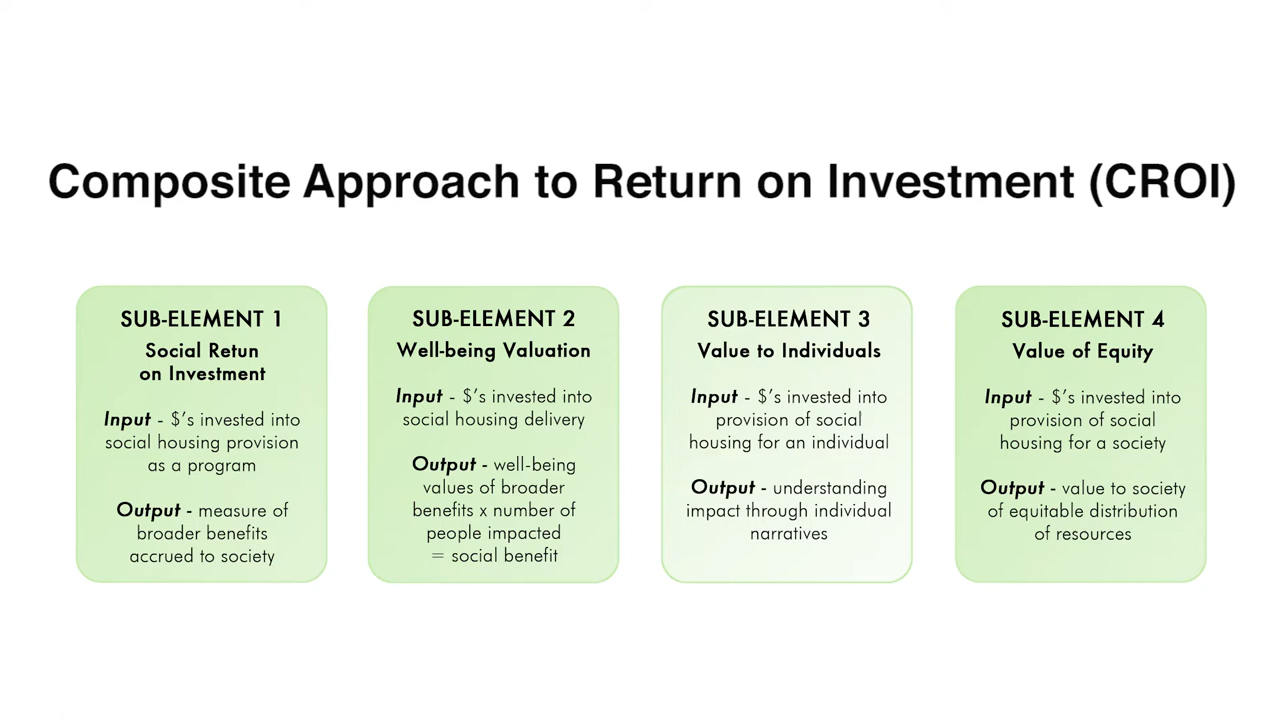 Composite Approach to Return on Investment (CROI)
SUB-ELEMENT 1
Social Retun
on Investment
Input - $'s invested into
social housing provision
as a program
Output - measure of
broader benefits
accrued to society
SUB-ELEMENT 2
Well-being Valuation
Input - $'s invested into
social housing delivery
Output - well-being
values of broader
benefits x number of
people impacted
= social benefit
SUB-ELEMENT 3
Value to Individuals
Input - $'s invested into
provision of social
housing for an individual
Output - understanding
impact through individual
narratives
SUB-ELEMENT 4
Value of Equity
Input - $'s invested into
provision of social
housing for a society
Output - value to society
of equitable distribution
of resources